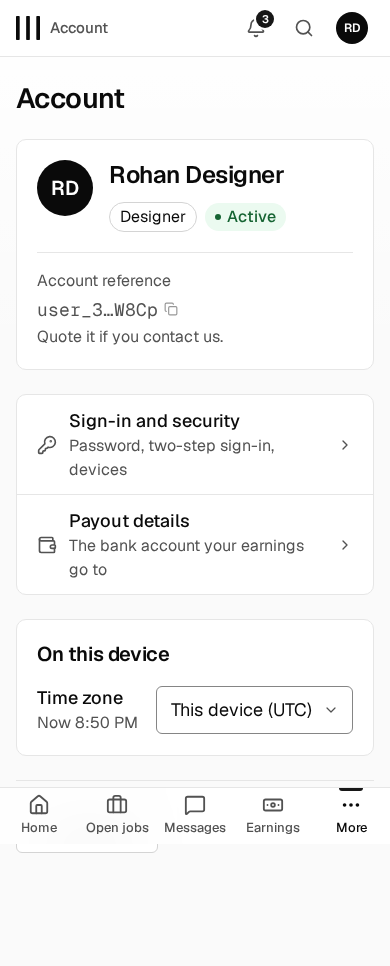 Account
3
RD
Account
RD
Rohan Designer
Designer
Active
Account reference
user_3…W8Cp
Quote it if you contact us.
Sign-in and security
Password, two-step sign-in,
devices
Payout details
The bank account your earnings
go to
On this device
Time zone
Now 8:50 PM
This device (UTC)
Home
Open jobs
Messages
Earnings
More